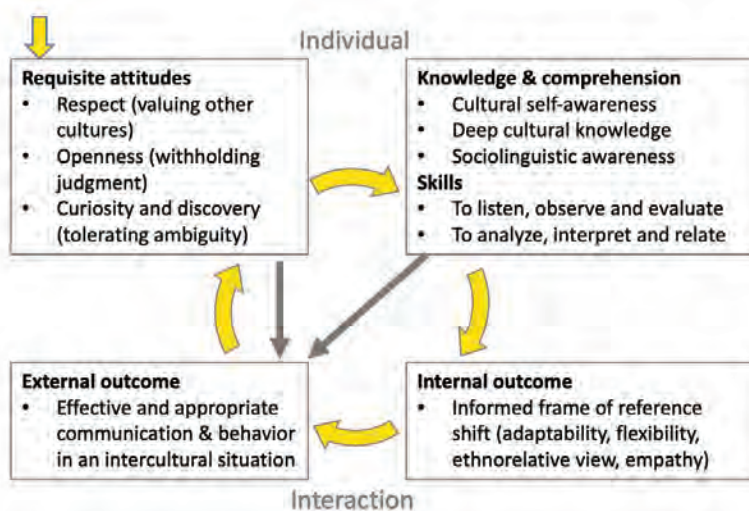 Individual
Requisite attitudes
• Respect (valuing other
cultures)
• Openness (withholding
judgment)
• Curiosity and discovery
(tolerating ambiguity)
Knowledge & comprehension
• Cultural self-awareness
• Deep cultural knowledge
• Sociolinguistic awareness
Skills
• To listen, observe and evaluate
• To analyze, interpret and relate
External outcome
• Effective and appropriate
communication & behavior
in an intercultural situation
Internal outcome
• Informed frame of reference
shift (adaptability, flexibility,
ethnorelative view, empathy)
Interaction